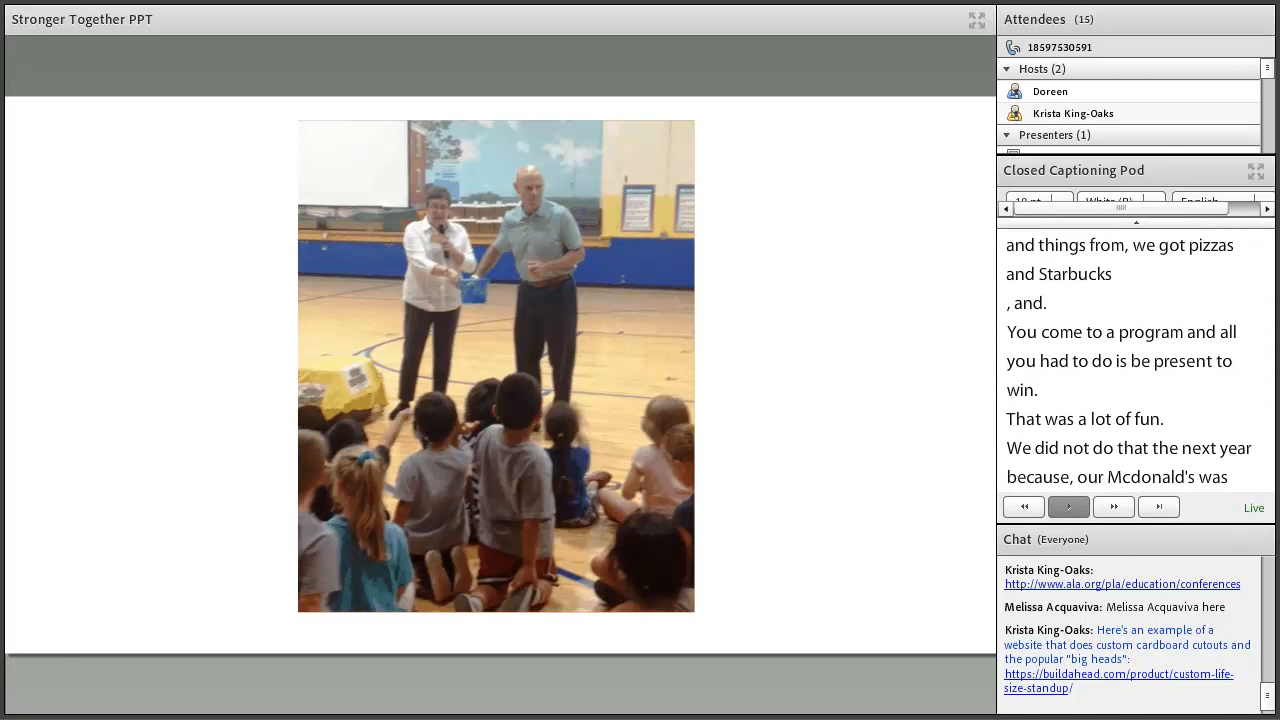 Stronger Together PPT
Attendees (15)
18597530591
Hosts (2)
Doreen
Krista King-Oaks
Presenters (1)
Closed Captioning Pod
and things from, we got pizzas
and Starbucks
, and.
You come to a program and all
you had to do is be present to
win.
That was a lot of fun.
We did not do that the next year
because, our Mcdonald's was
Live
Chat (Everyone)
Krista King-Oaks:
http://www.ala.org/pla/education/conferences
Melissa Acquaviva: Melissa Acquaviva here
Krista King-Oaks: Here's an example of a
website that does custom cardboard cutouts and
the popular "big heads":
https://buildahead.com/product/custom-life-
size-standup/